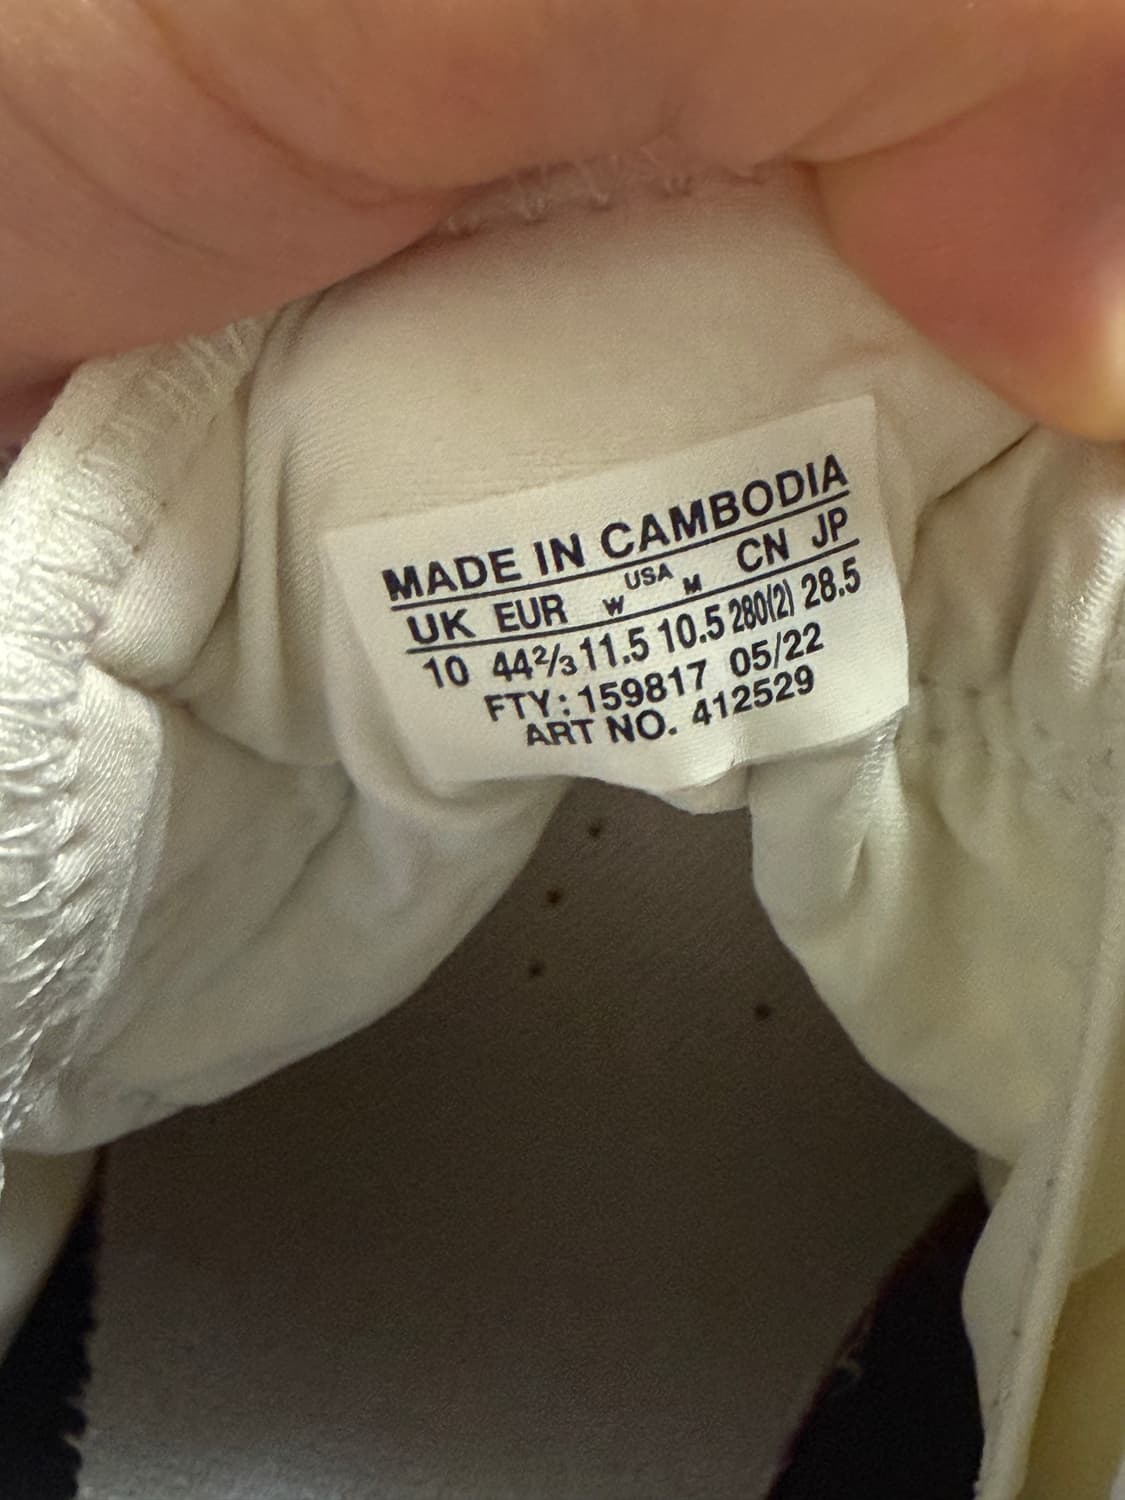 MADE IN CAMBODIA
UK EUR W USA M CN JP
10 44⅔ 11.5 10.5 280(2) 28.5
FTY: 159817 05/22
ART NO. 412529